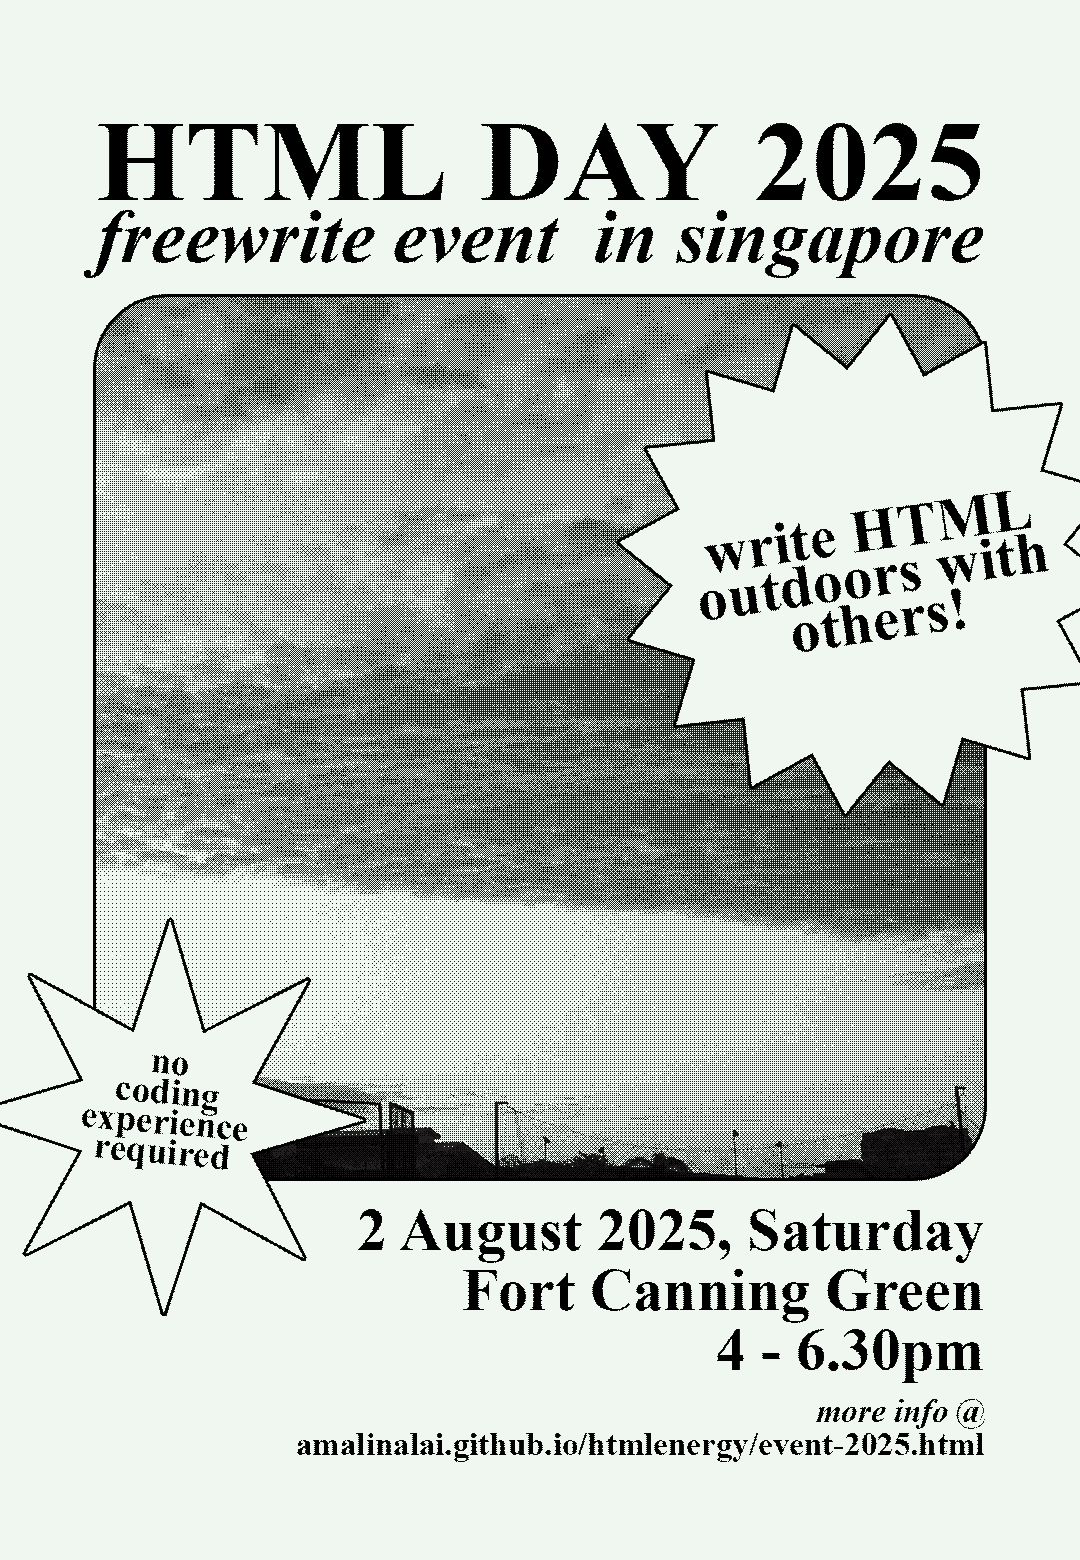 HTML DAY 2025
freewrite event in singapore
write HTML
outdoors with
others!
no
coding
experience
required
2 August 2025, Saturday
Fort Canning Green
4 - 6.30pm
more info @
amalinalai.github.io/htmlenergy/event-2025.html